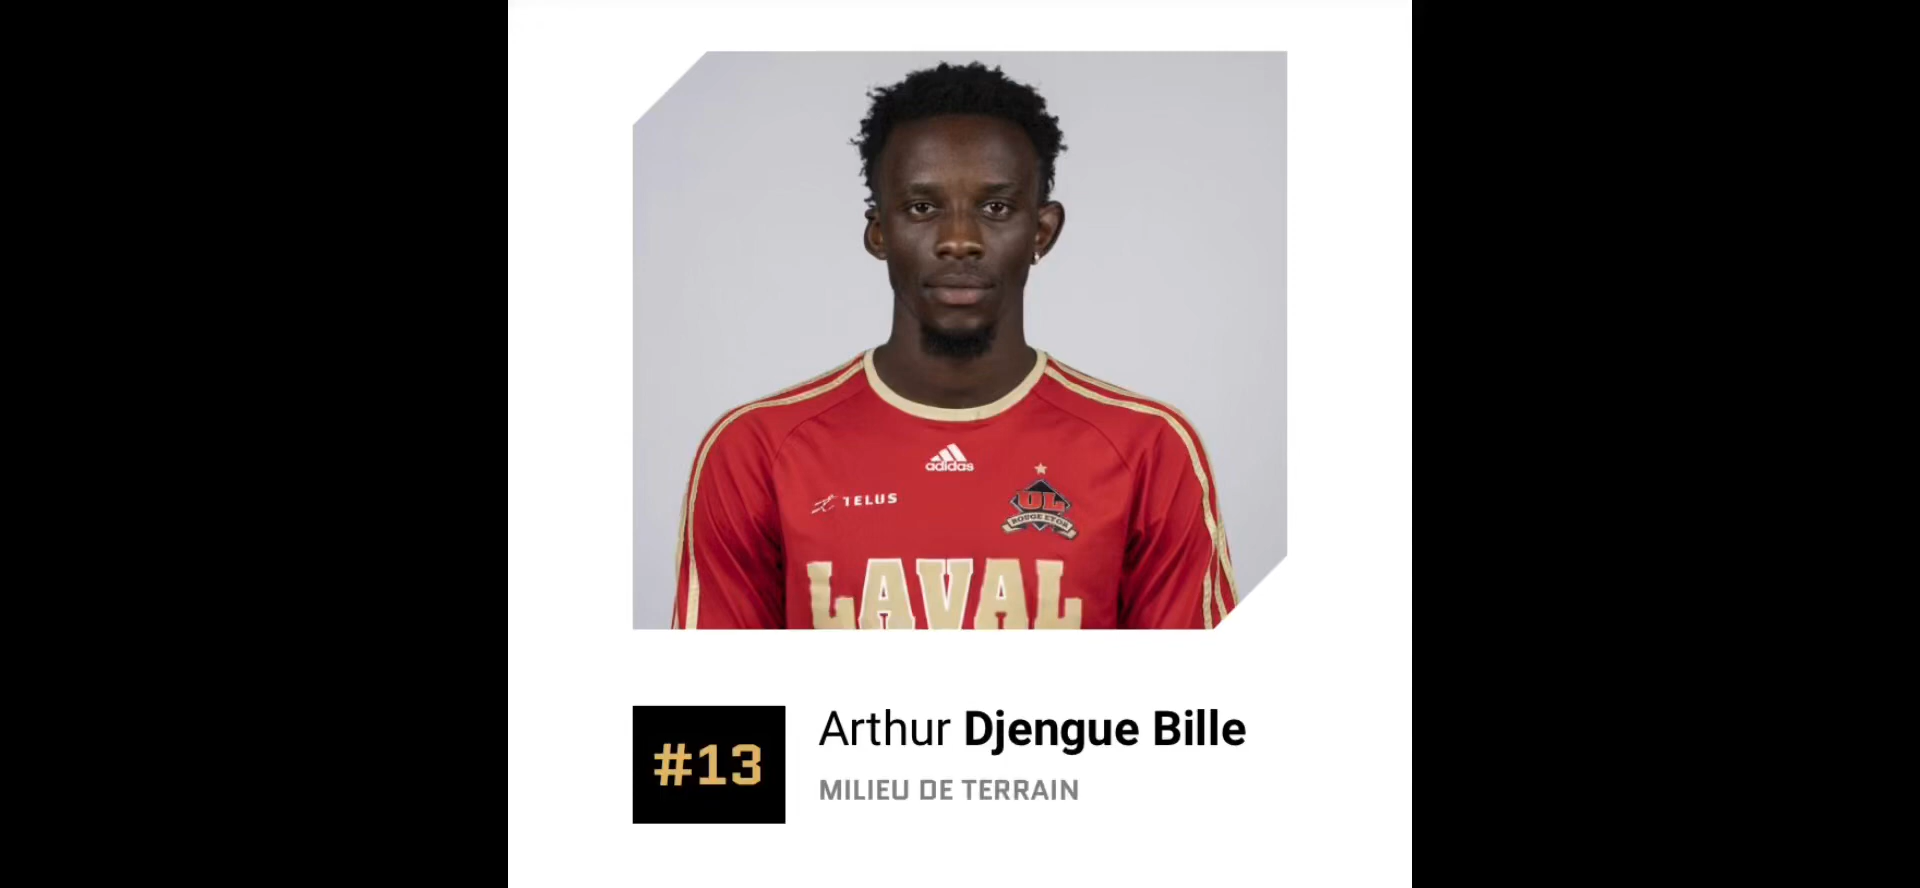 adidas
TELUS
UL
ROUGE ET OR
LAVAL
#13
Arthur Djengue Bille
MILIEU DE TERRAIN